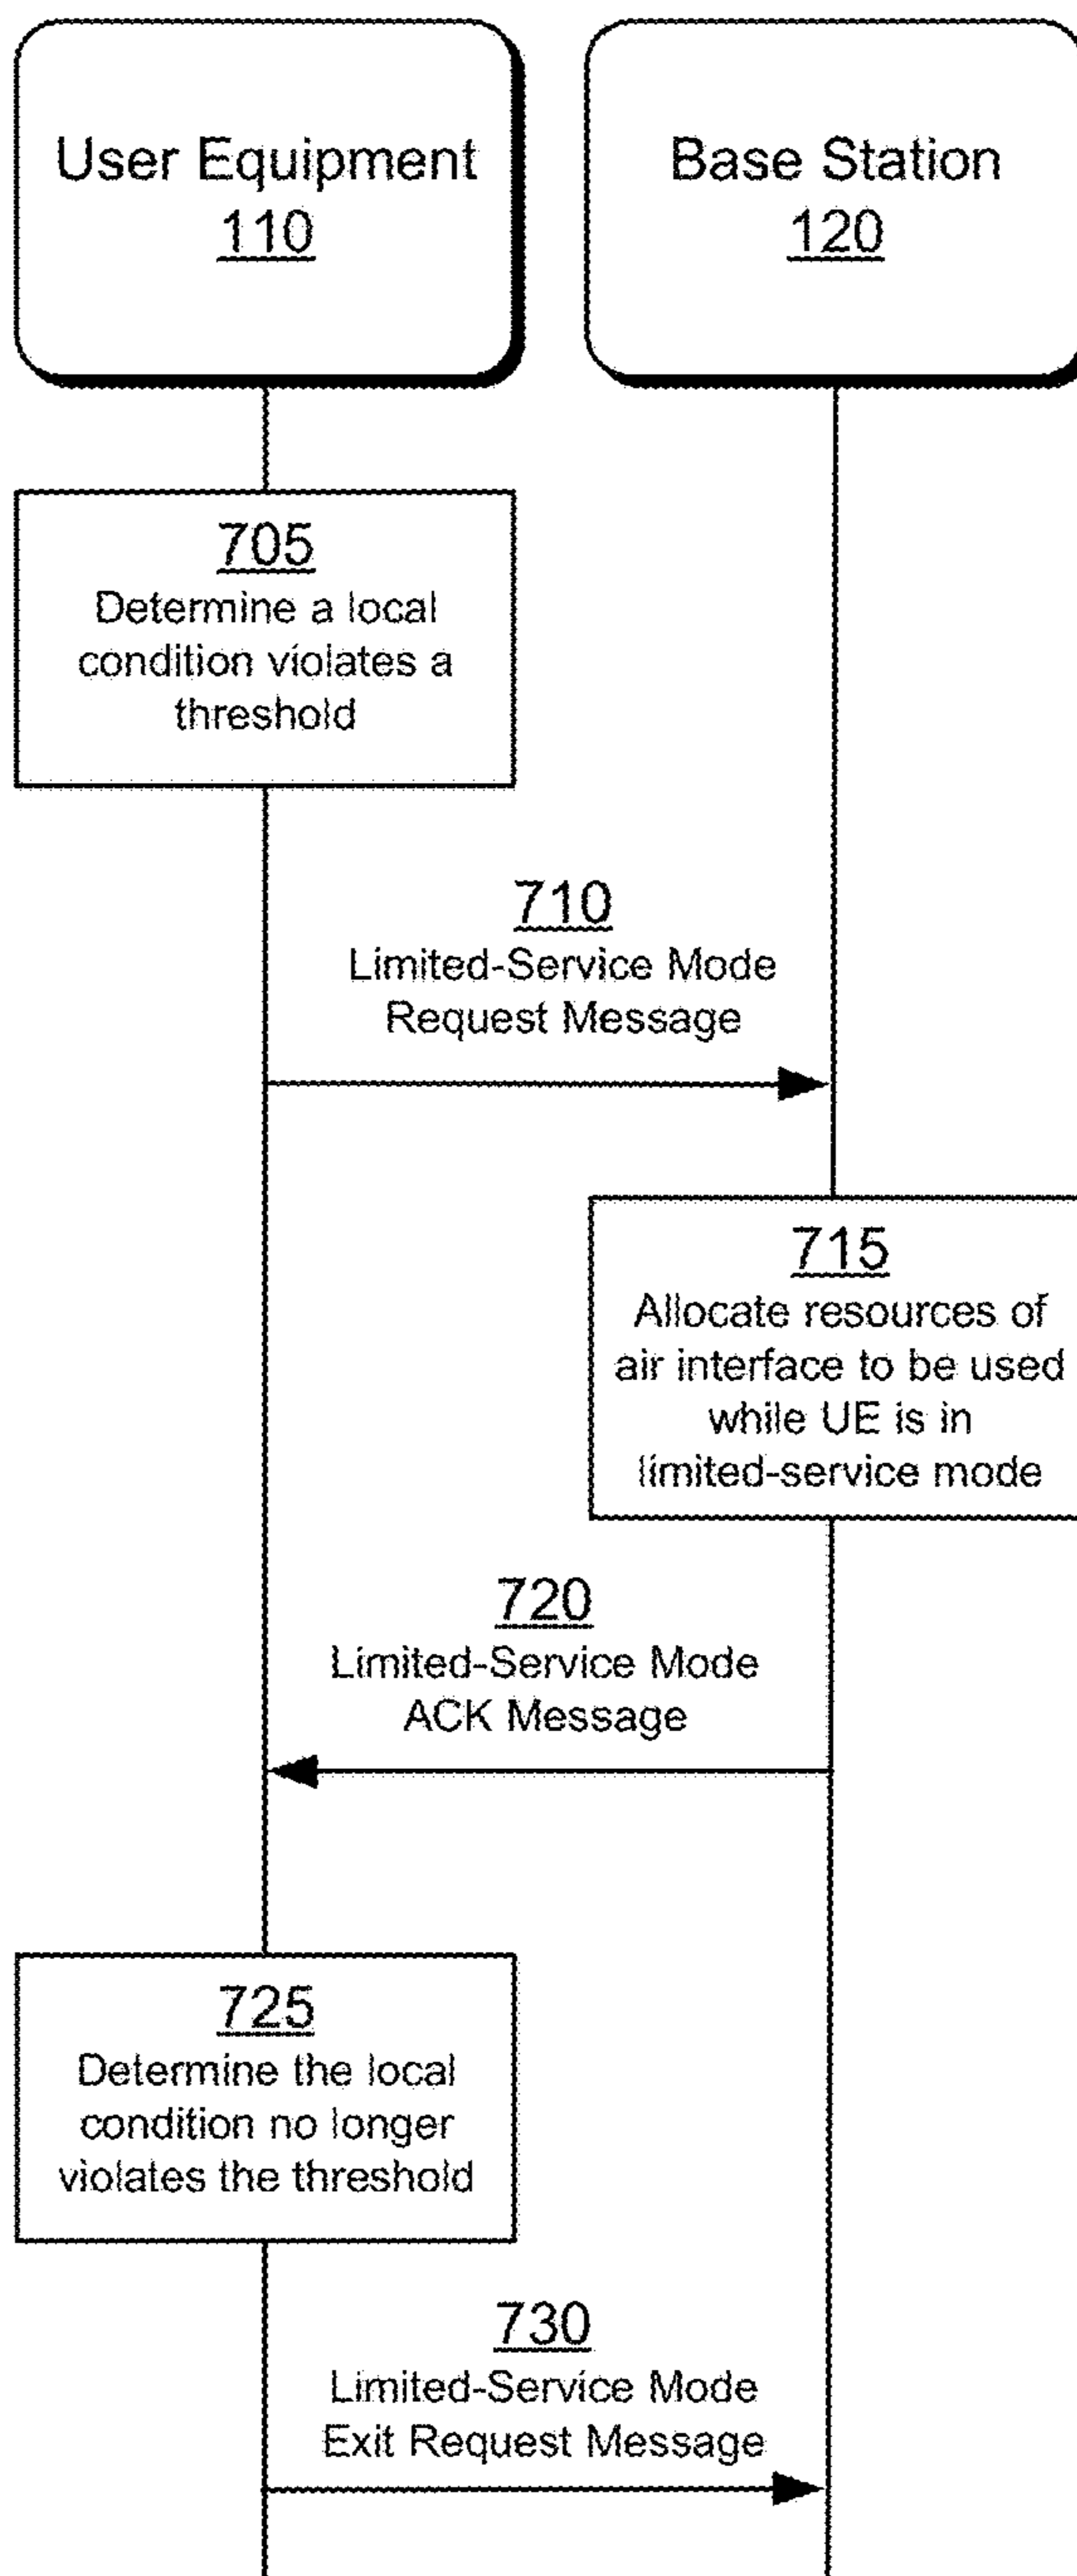 User Equipment
110
Base Station
120
705
Determine a local
condition violates a
threshold
710
Limited-Service Mode
Request Message
715
Allocate resources of
air interface to be used
while UE is in
limited-service mode
720
Limited-Service Mode
ACK Message
725
Determine the local
condition no longer
violates the threshold
730
Limited-Service Mode
Exit Request Message